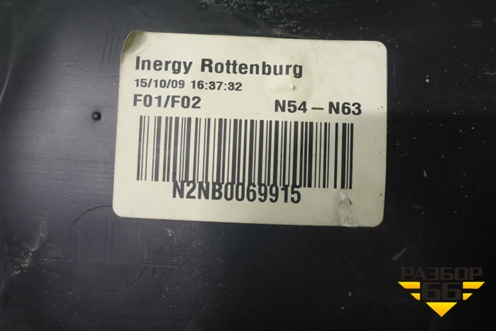 Inergy Rottenburg
15/10/09 16:37:32
F01/F02 N54-N63
N2NB0069915
РАЗБОР
66